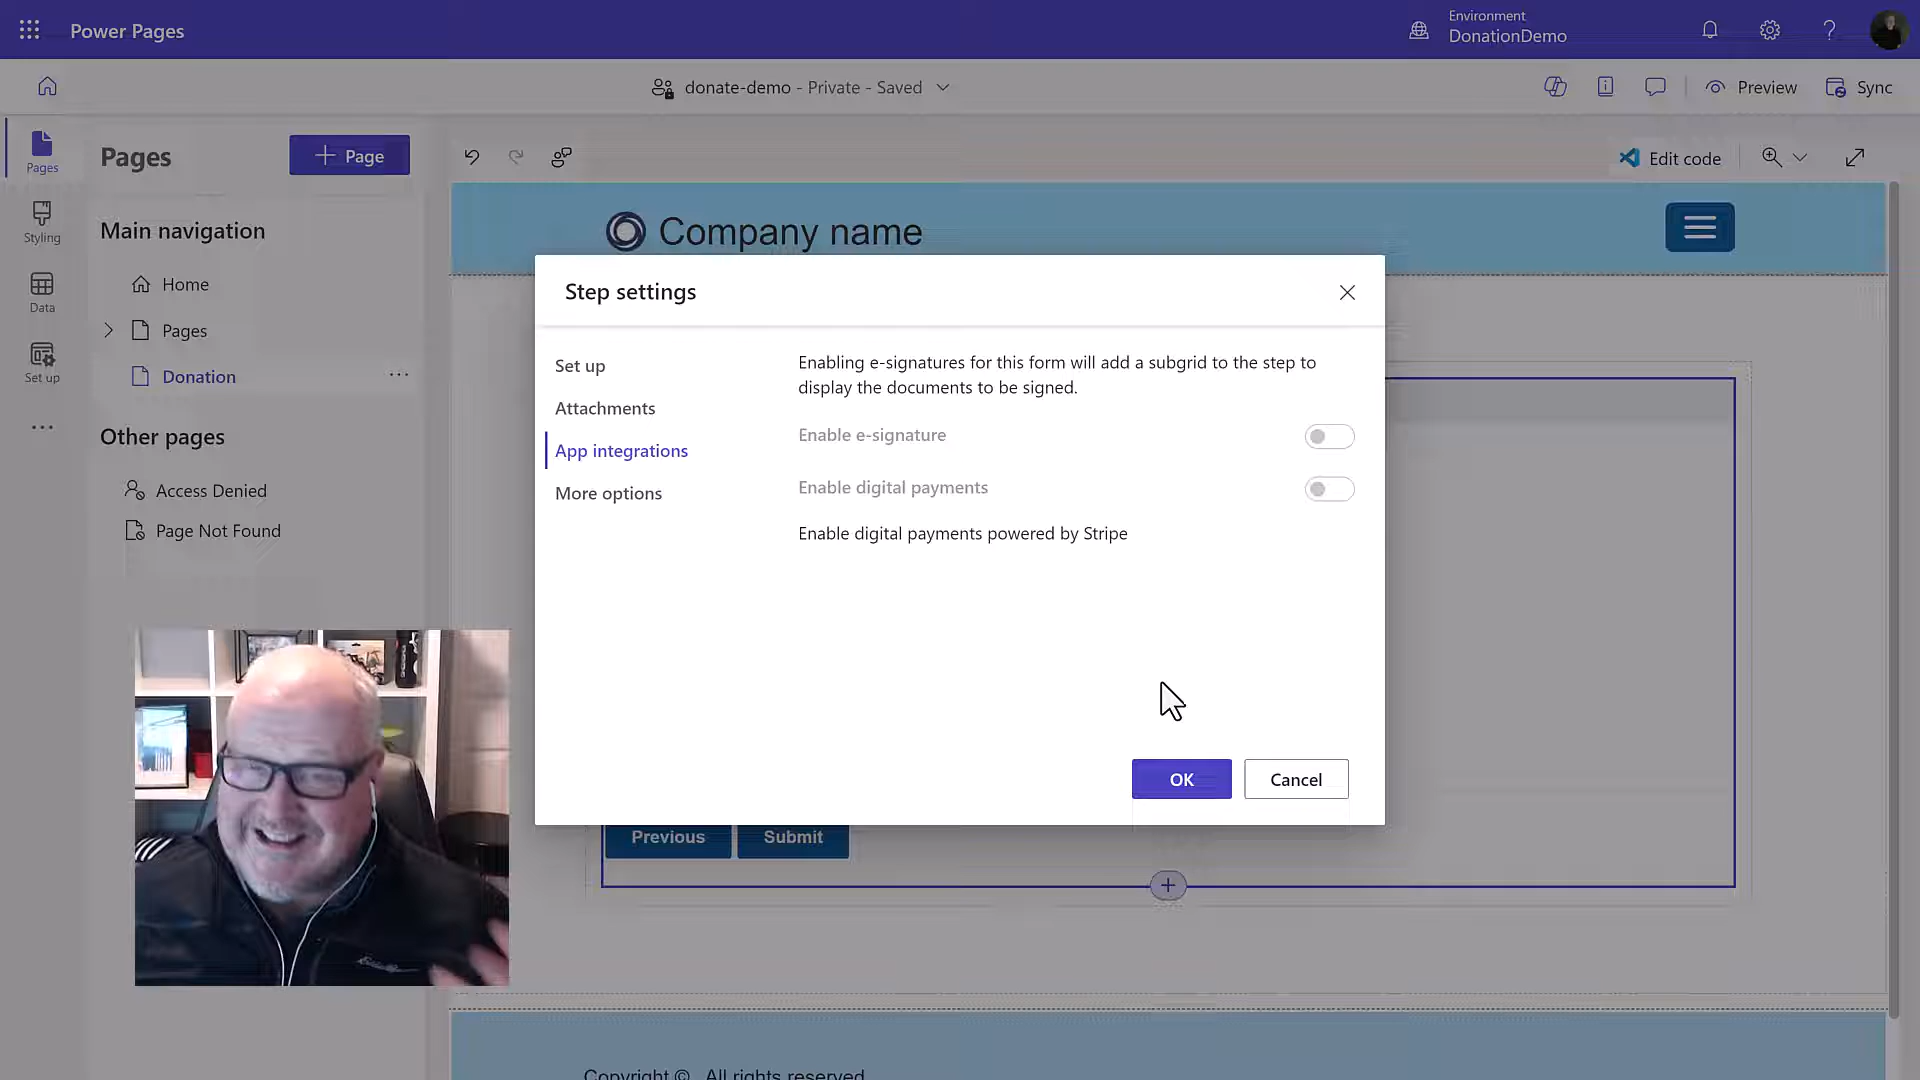 Power Pages
Environment
DonationDemo
donate-demo - Private - Saved
Preview
Sync
Pages
Styling
Data
Set up
Pages
Page
Main navigation
Home
Pages
Donation
Other pages
Access Denied
Page Not Found
Edit code
Company name
Step settings
Set up
Attachments
App integrations
More options
Enabling e-signatures for this form will add a subgrid to the step to
display the documents to be signed.
Enable e-signature
Enable digital payments
Enable digital payments powered by Stripe
OK
Cancel
Previous
Submit
Copyright © All rights reserved